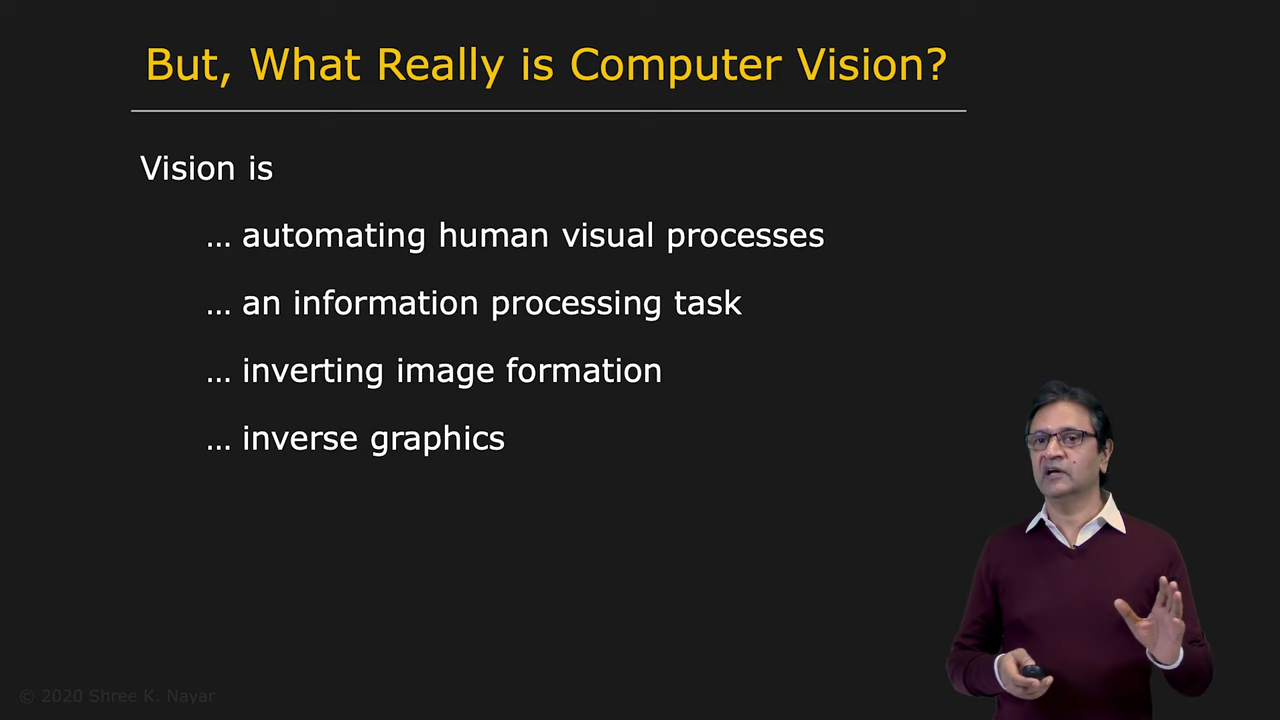 But, What Really is Computer Vision?
Vision is
... automating human visual processes
... an information processing task
... inverting image formation
... inverse graphics
© 2020 Shree K. Nayar